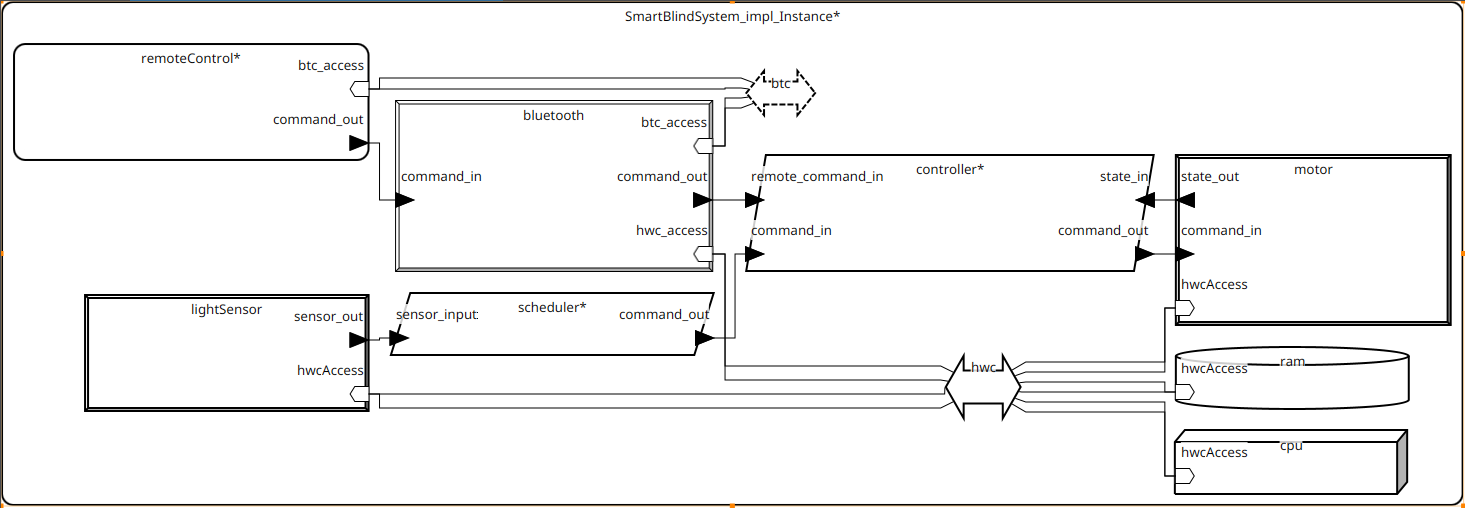 SmartBlindSystem_impl_Instance*
remoteControl*
btc_access
command_out
btc
bluetooth
btc_access
command_in
command_out
hwc_access
controller*
remote_command_in
state_in
command_in
command_out
motor
state_out
command_in
hwcAccess
lightSensor
sensor_out
hwcAccess
scheduler*
sensor_input:
command_out
hwc
ram
hwcAccess
cpu
hwcAccess